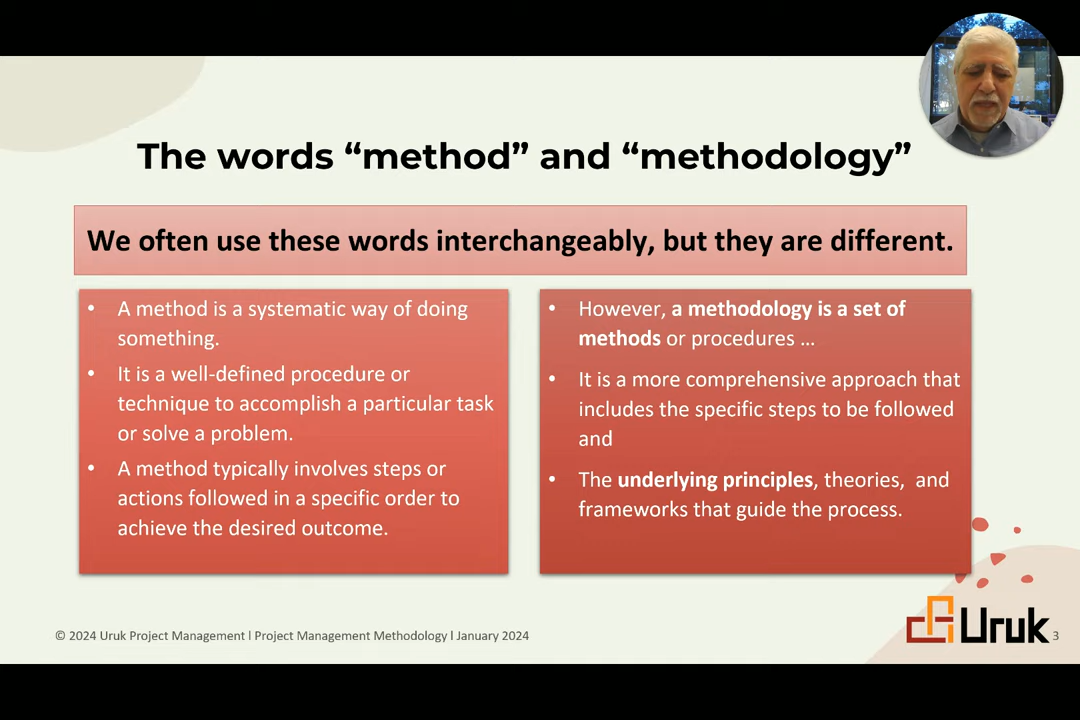 The words “method” and “methodology”
We often use these words interchangeably, but they are different.
• A method is a systematic way of doing
something.
• It is a well-defined procedure or
technique to accomplish a particular task
or solve a problem.
• A method typically involves steps or
actions followed in a specific order to
achieve the desired outcome.
• However, a methodology is a set of
methods or procedures …
• It is a more comprehensive approach that
includes the specific steps to be followed
and
• The underlying principles, theories,  and
frameworks that guide the process.
© 2024 Uruk Project Management l Project Management Methodology l January 2024
Uruk
3